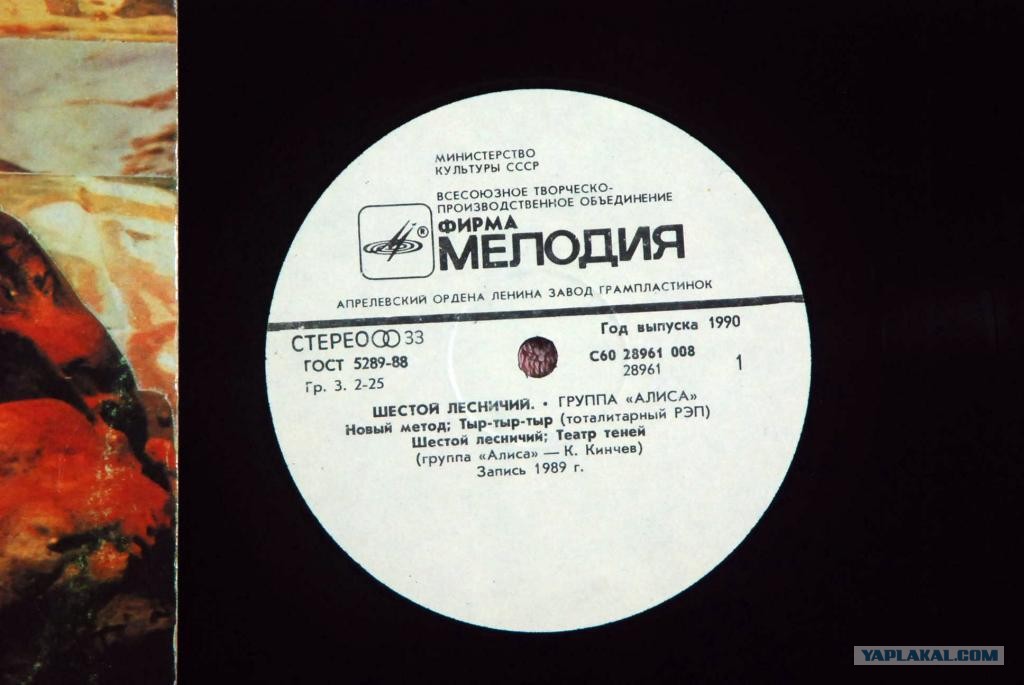 МИНИСТЕРСТВО
КУЛЬТУРЫ СССР
ВСЕСОЮЗНОЕ ТВОРЧЕСКО-
ПРОИЗВОДСТВЕННОЕ ОБЪЕДИНЕНИЕ
ФИРМА
®
МЕЛОДИЯ
АПРЕЛЕВСКИЙ ОРДЕНА ЛЕНИНА ЗАВОД ГРАМПЛАСТИНОК
СТЕРЕО 33
ГОСТ 5289-88
Гр. 3. 2-25
Год выпуска 1990
С60 28961 008
28961
1
ШЕСТОЙ ЛЕСНИЧИЙ. • ГРУППА «АЛИСА»
Новый метод; Тыр-тыр-тыр (тоталитарный РЭП)
Шестой лесничий; Театр теней
(группа «Алиса» — К. Кинчев)
Запись 1989 г.
YAPLAKAL.COM